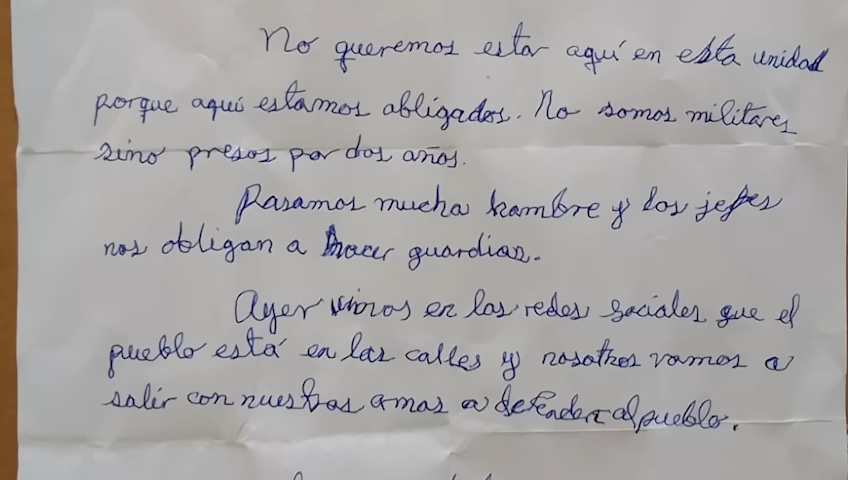 No queremos estar aquí en esta unidad
porque aquí estamos obligados. No somos militares
sino presos por dos años.
Pasamos mucha hambre y los jefes
nos obligan a hacer guardias.
Ayer vimos en las redes sociales que el
pueblo está en las calles y nosotros vamos a
salir con nuestras armas a defender al pueblo.